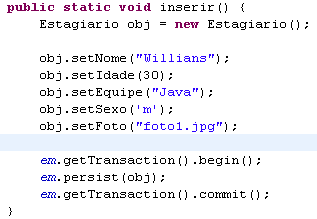 public static void inserir() {
Estagiario obj = new Estagiario();
obj.setNome("Willians");
obj.setIdade(30);
obj.setEquipe("Java");
obj.setSexo('m');
obj.setFoto("foto1.jpg");
em.getTransaction().begin();
em.persist(obj);
em.getTransaction().commit();
}